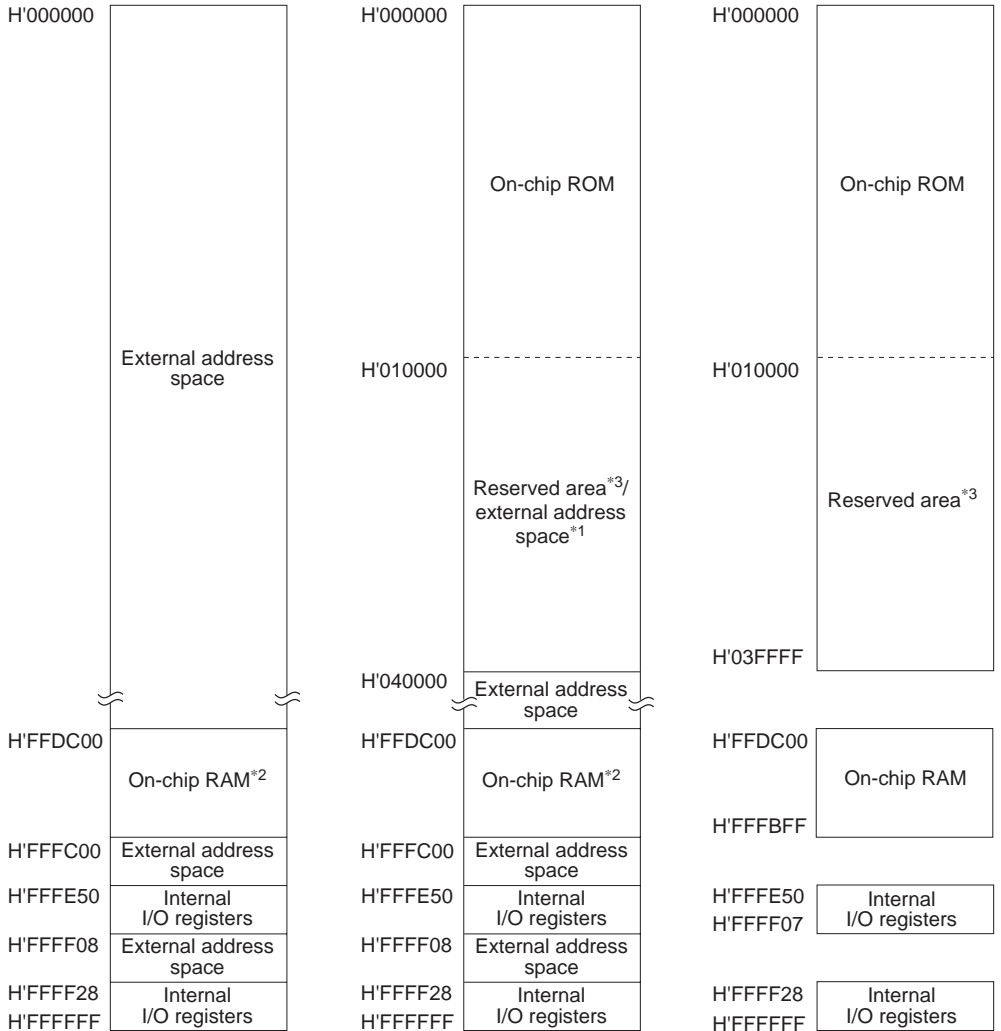 H'000000
External address
space
H'FFDC00
On-chip RAM*2
H'FFFC00
External address
space
H'FFFE50
Internal
I/O registers
H'FFFF08
External address
space
H'FFFF28
Internal
I/O registers
H'FFFFFF
H'000000
On-chip ROM
H'010000
Reserved area*3/
external address
space*1
H'040000
External address
space
H'FFDC00
On-chip RAM*2
H'FFFC00
External address
space
H'FFFE50
Internal
I/O registers
H'FFFF08
External address
space
H'FFFF28
Internal
I/O registers
H'FFFFFF
H'000000
On-chip ROM
H'010000
Reserved area*3
H'03FFFF
H'FFDC00
On-chip RAM
H'FFFBFF
H'FFFE50
Internal
I/O registers
H'FFFF07
H'FFFF28
Internal
I/O registers
H'FFFFFF